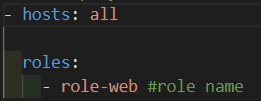 - hosts: all
roles:
- role-web #role name